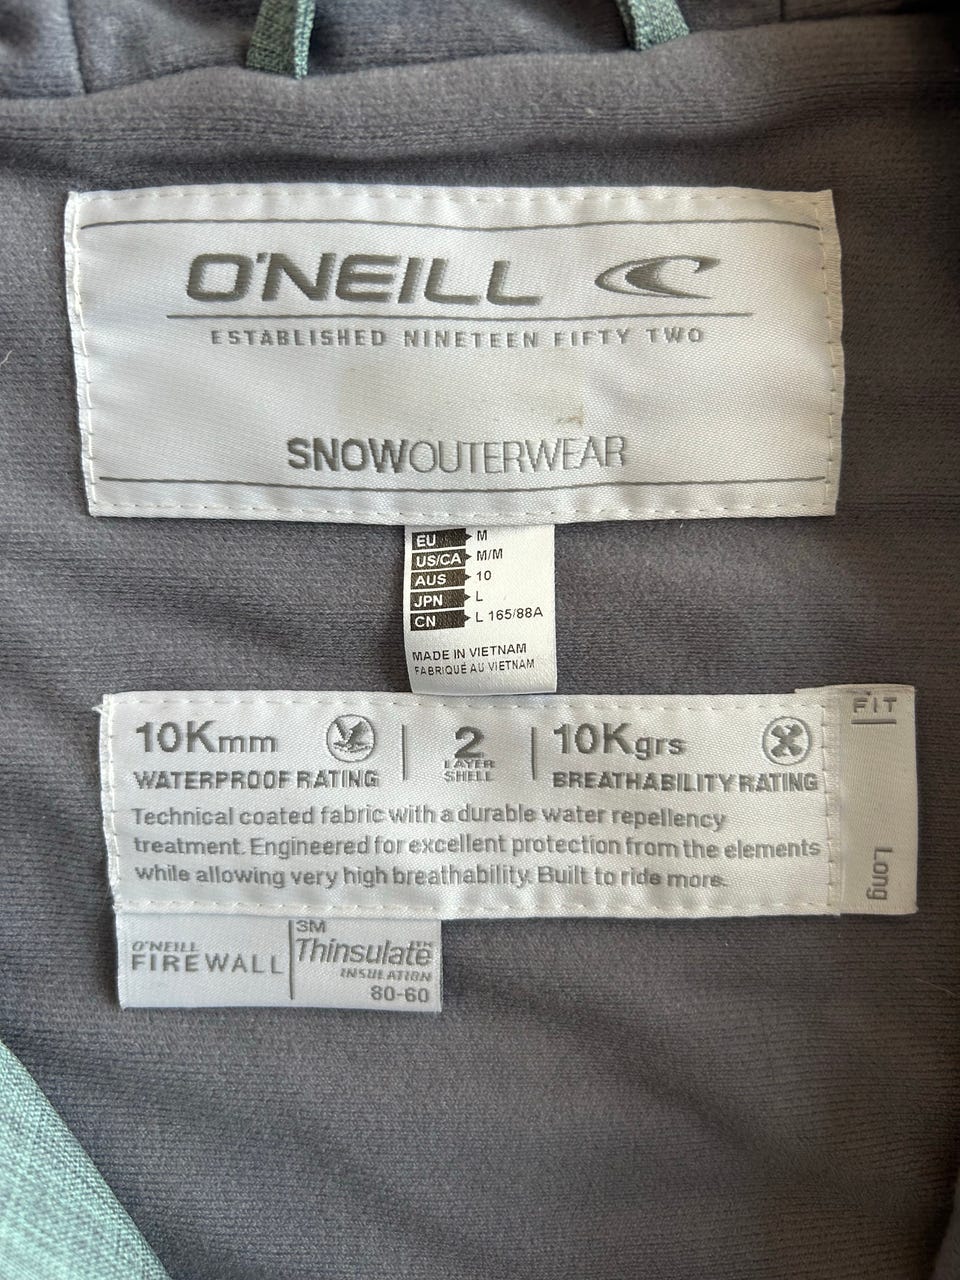 O'NEILL
ESTABLISHED NINETEEN FIFTY TWO
SNOWOUTERWEAR
EU M
US/CA M/M
AUS 10
JPN L
CN L 165/88A
MADE IN VIETNAM
FABRIQUÉ AU VIETNAM
FIT
Long
10Kmm
WATERPROOF RATING
2
LAYER
SHELL
10Kgrs
BREATHABILITY RATING
Technical coated fabric with a durable water repellency
treatment. Engineered for excellent protection from the elements
while allowing very high breathability. Built to ride more.
O'NEILL
FIREWALL
3M
Thinsulate™
INSULATION
80-60